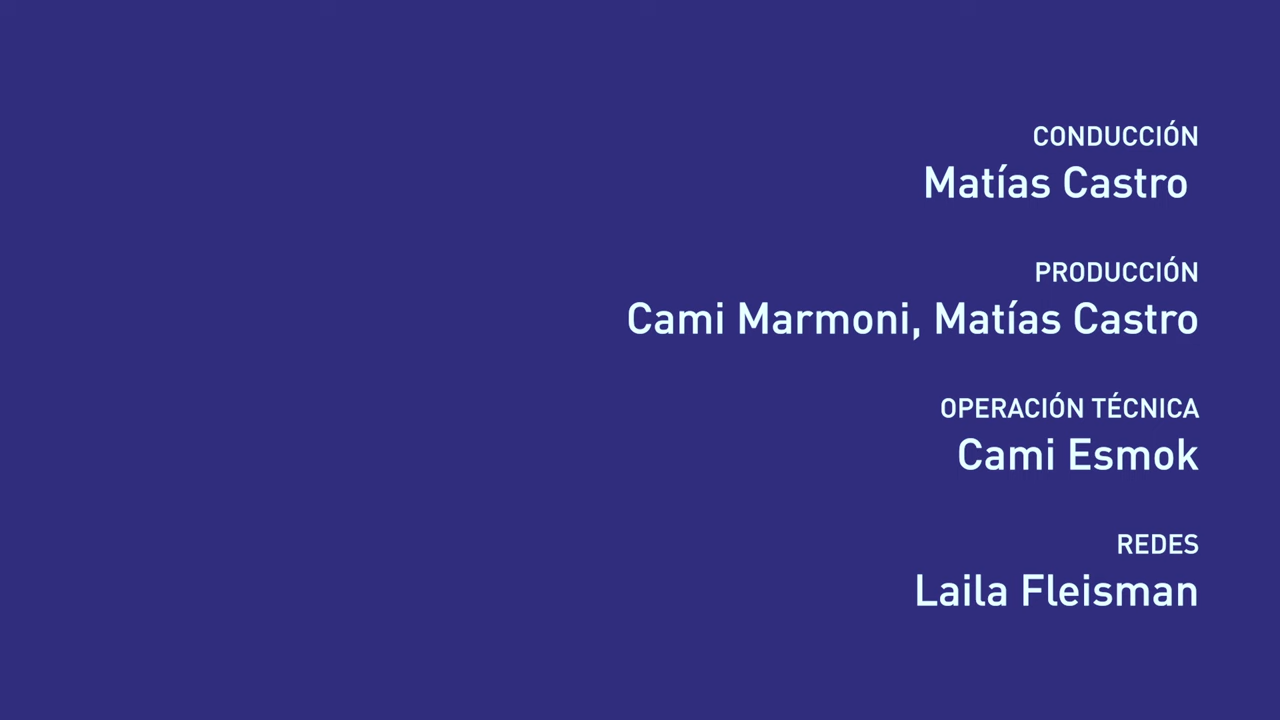 CONDUCCIÓN
Matías Castro
PRODUCCIÓN
Cami Marmoni, Matías Castro
OPERACIÓN TÉCNICA
Cami Esmok
REDES
Laila Fleisman